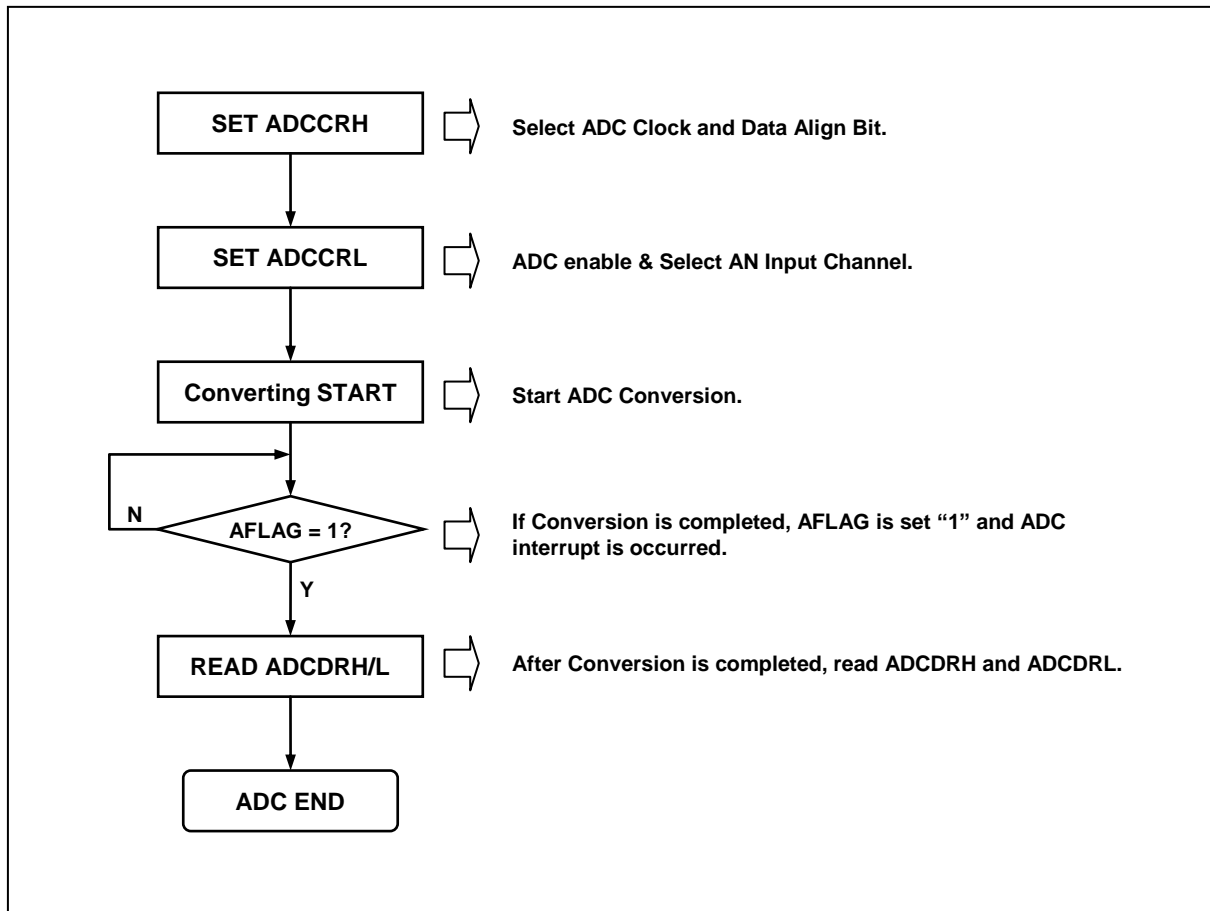 SET ADCCRH
Select ADC Clock and Data Align Bit.
SET ADCCRL
ADC enable & Select AN Input Channel.
Converting START
Start ADC Conversion.
N
AFLAG = 1?
If Conversion is completed, AFLAG is set “1” and ADC
interrupt is occurred.
Y
READ ADCDRH/L
After Conversion is completed, read ADCDRH and ADCDRL.
ADC END